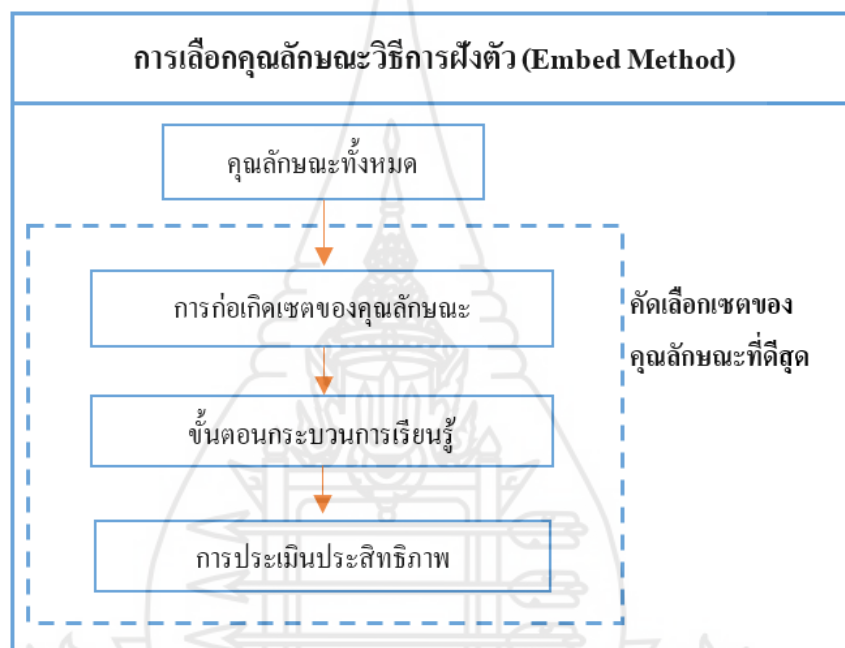 การเลือกคุณลักษณะวิธีการฝังตัว (Embed Method)
คุณลักษณะทั้งหมด
การก่อเกิดเซตของคุณลักษณะ
คัดเลือกเซตของ
คุณลักษณะที่ดีสุด
ขั้นตอนกระบวนการเรียนรู้
การประเมินประสิทธิภาพ